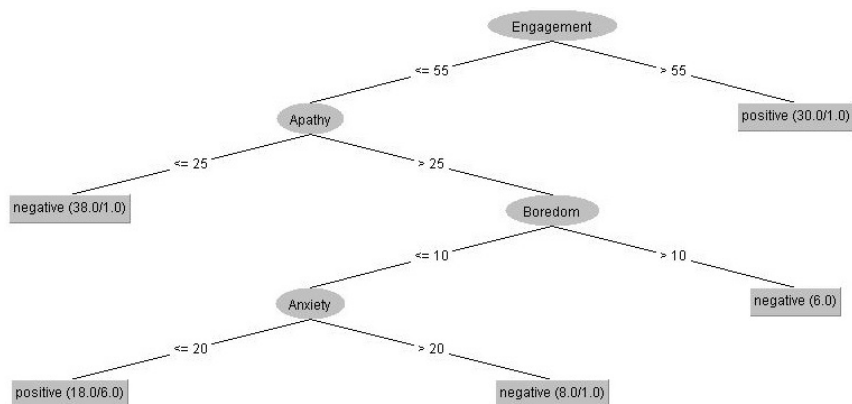 Engagement
<= 55
> 55
Apathy
positive (30.0/1.0)
<= 25
> 25
negative (38.0/1.0)
Boredom
<= 10
> 10
Anxiety
negative (6.0)
<= 20
> 20
positive (18.0/6.0)
negative (8.0/1.0)